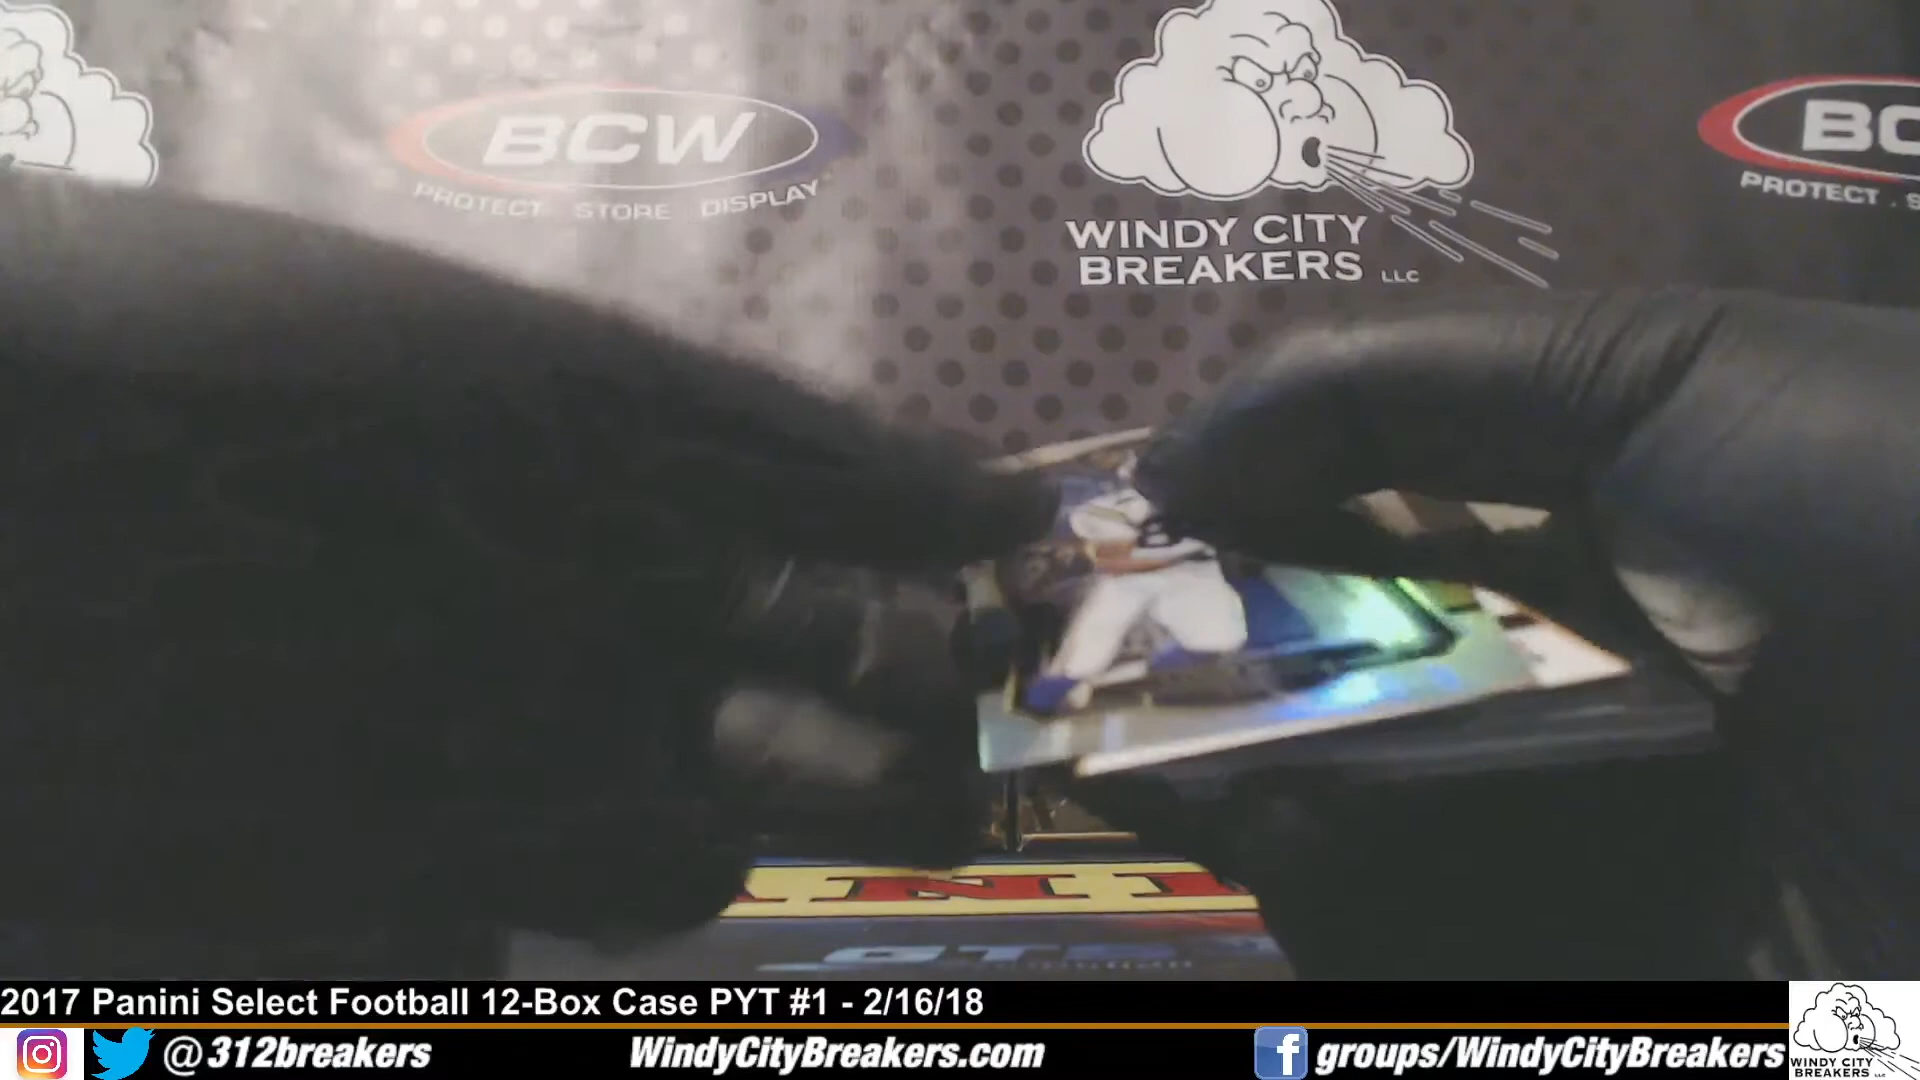 BCW
PROTECT STORE DISPLAY
WINDY CITY
BREAKERS LLC
BC
PROTECT . S
2017 Panini Select Football 12-Box Case PYT #1 - 2/16/18
@312breakers
WindyCityBreakers.com
groups/WindyCityBreakers
WINDY CITY
BREAKERS LLC